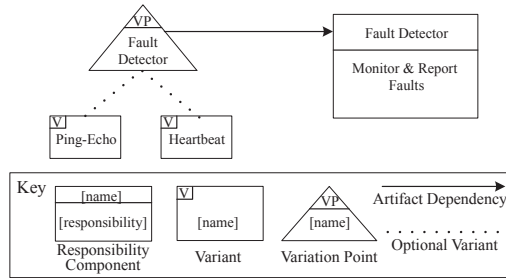 VP
Fault
Detector
Fault Detector
Monitor & Report
Faults
V
Ping-Echo
V
Heartbeat
Key
[name]
[responsibility]
Responsibility
Component
V
[name]
Variant
VP
[name]
Variation Point
Artifact Dependency
Optional Variant